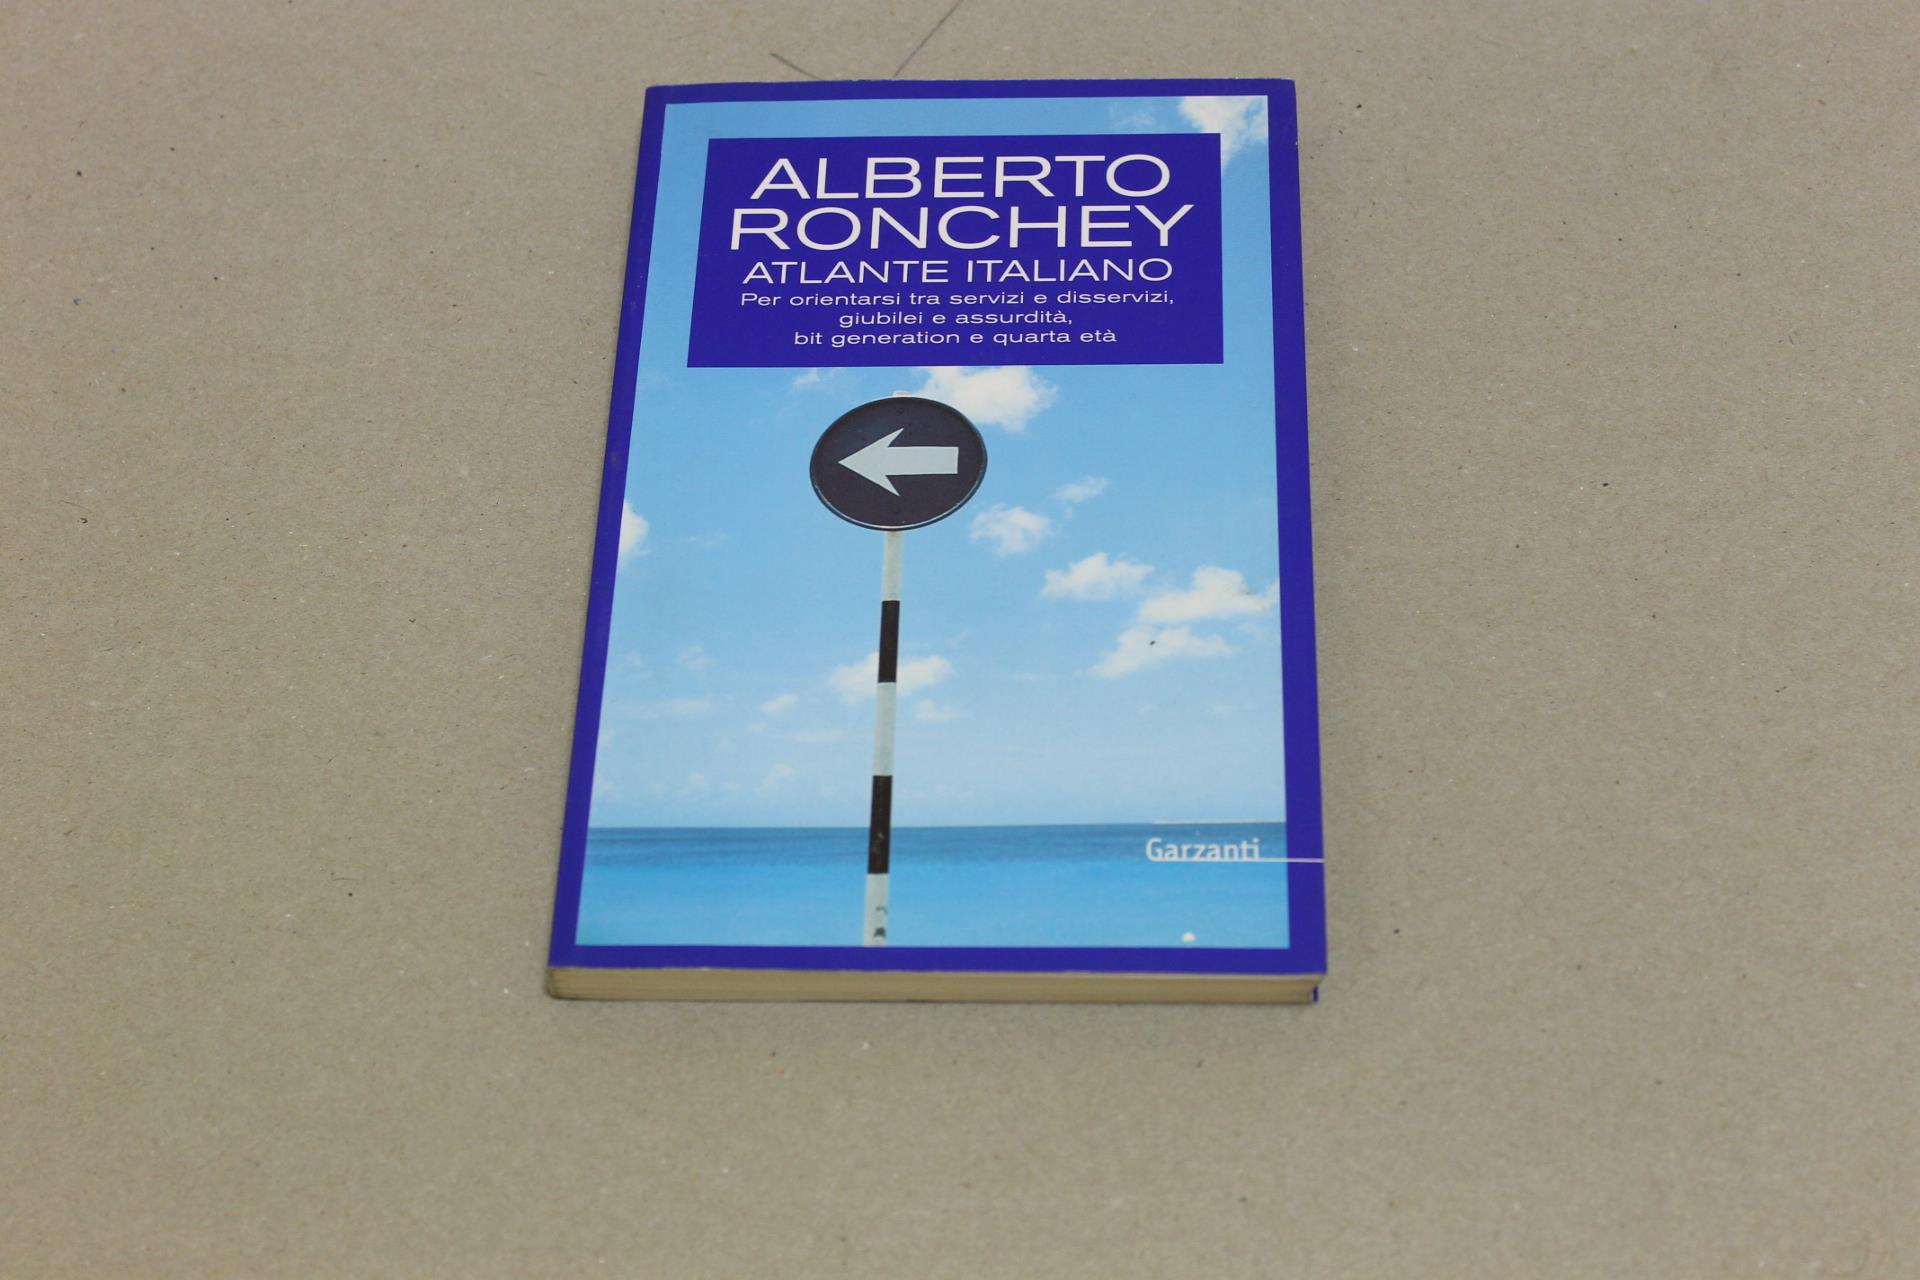 ALBERTO
RONCHEY
ATLANTE ITALIANO
Per orientarsi tra servizi e disservizi,
giubilei e assurdità,
bit generation e quarta età
Garzanti